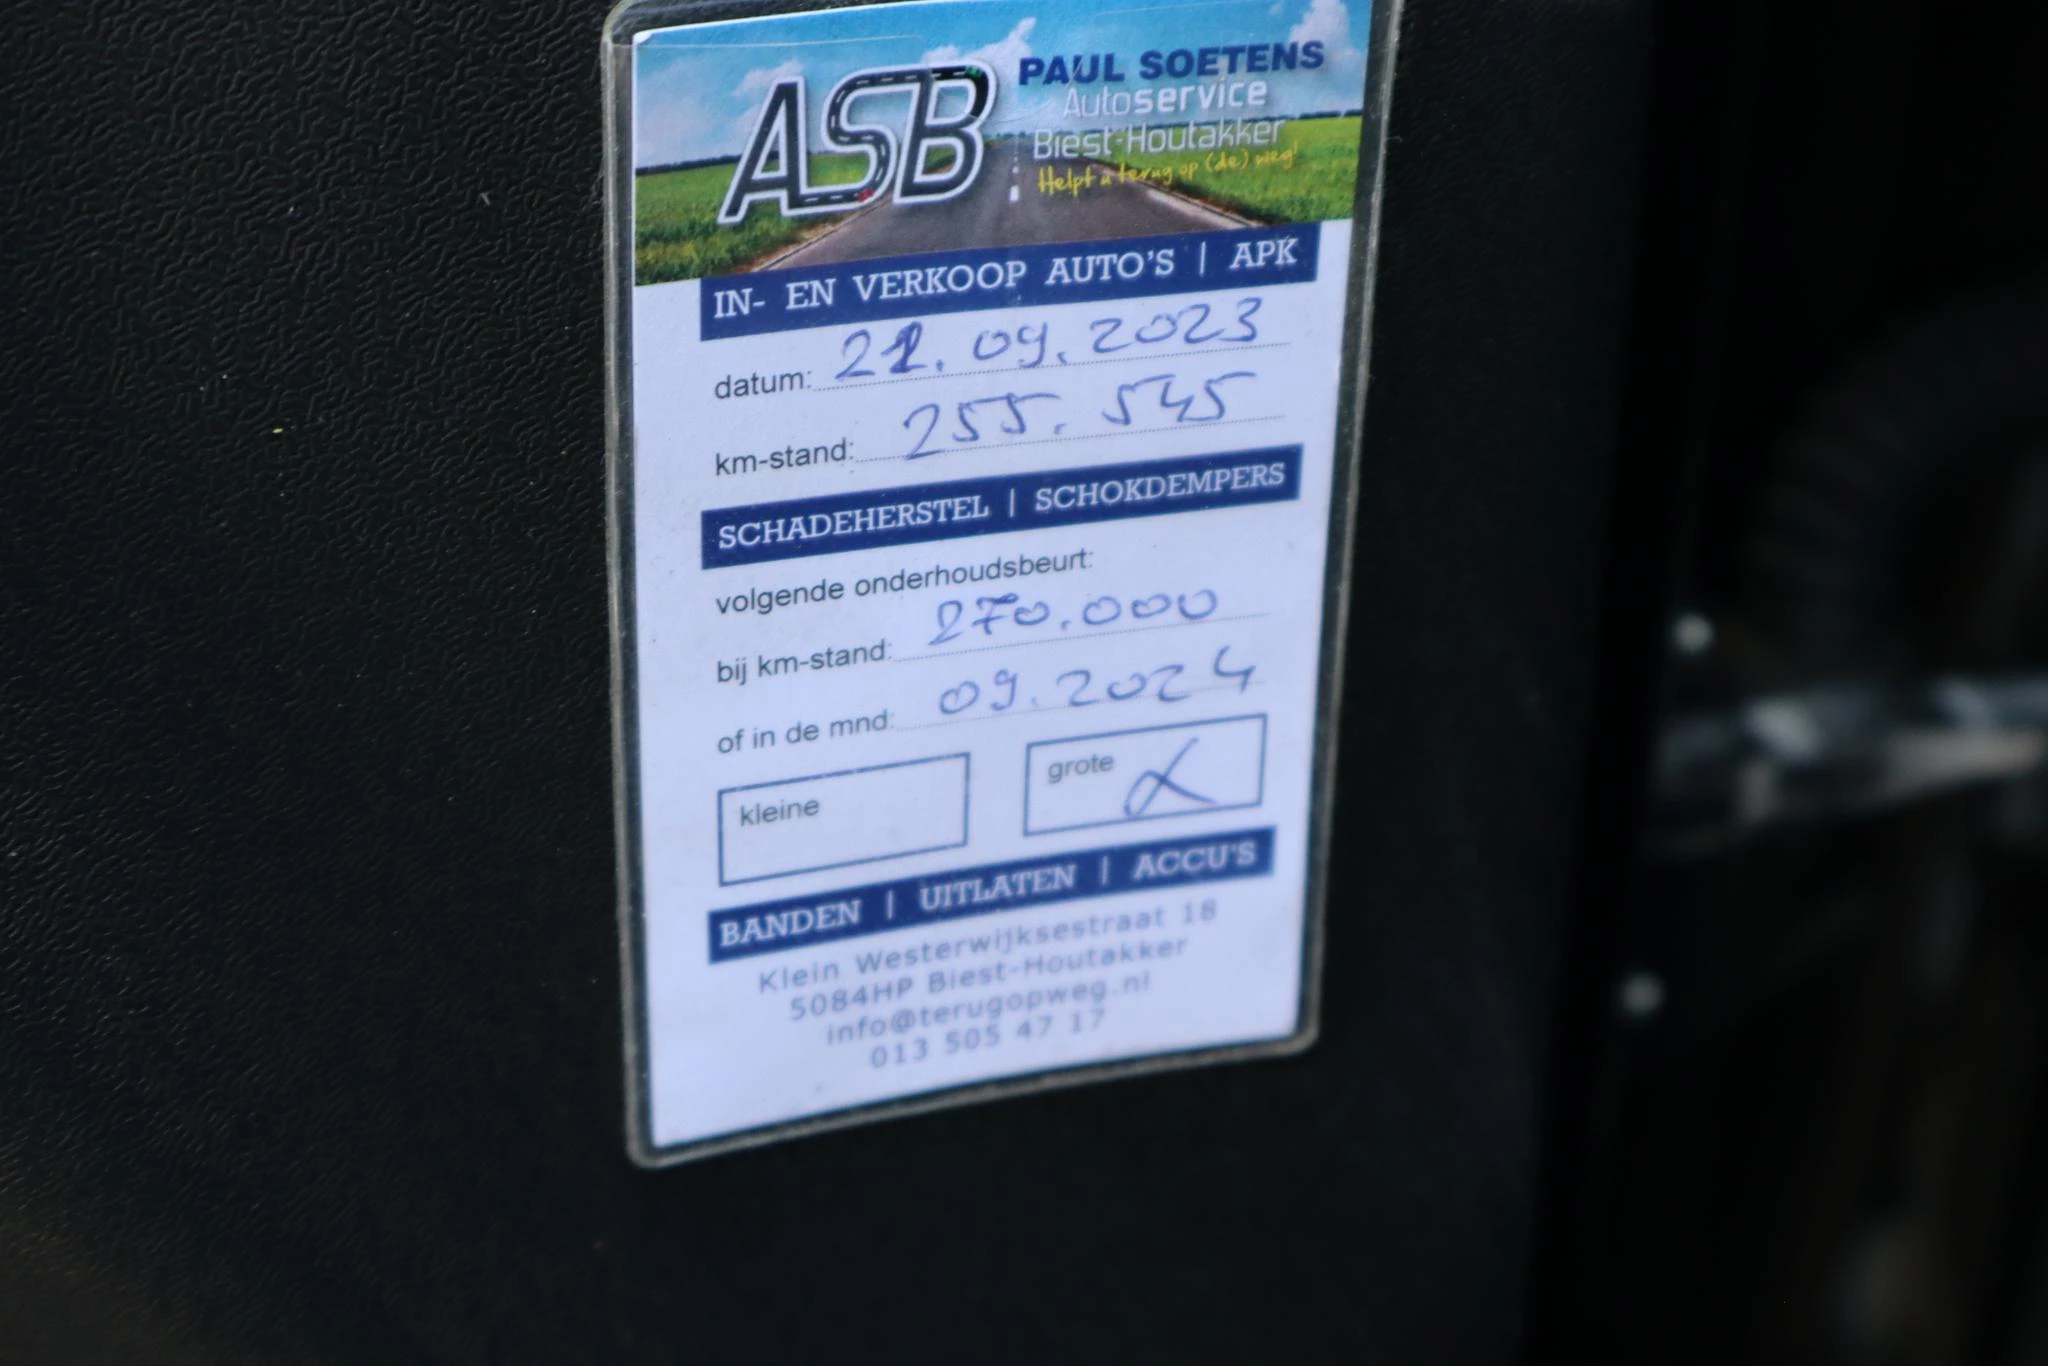 ASB
PAUL SOETENS
Autoservice
Biest-Houtakker
Helpt u terug op (de) weg!
IN- EN VERKOOP AUTO'S | APK
datum: 21.09.2023
km-stand: 255.545
SCHADEHERSTEL | SCHOKDEMPERS
volgende onderhoudsbeurt:
bij km-stand: 270.000
of in de mnd: 09.2024
kleine
grote X
BANDEN | UITLATEN | ACCU'S
Klein Westerwijksestraat 18
5084HP Biest-Houtakker
info@terugopweg.nl
013 505 47 17